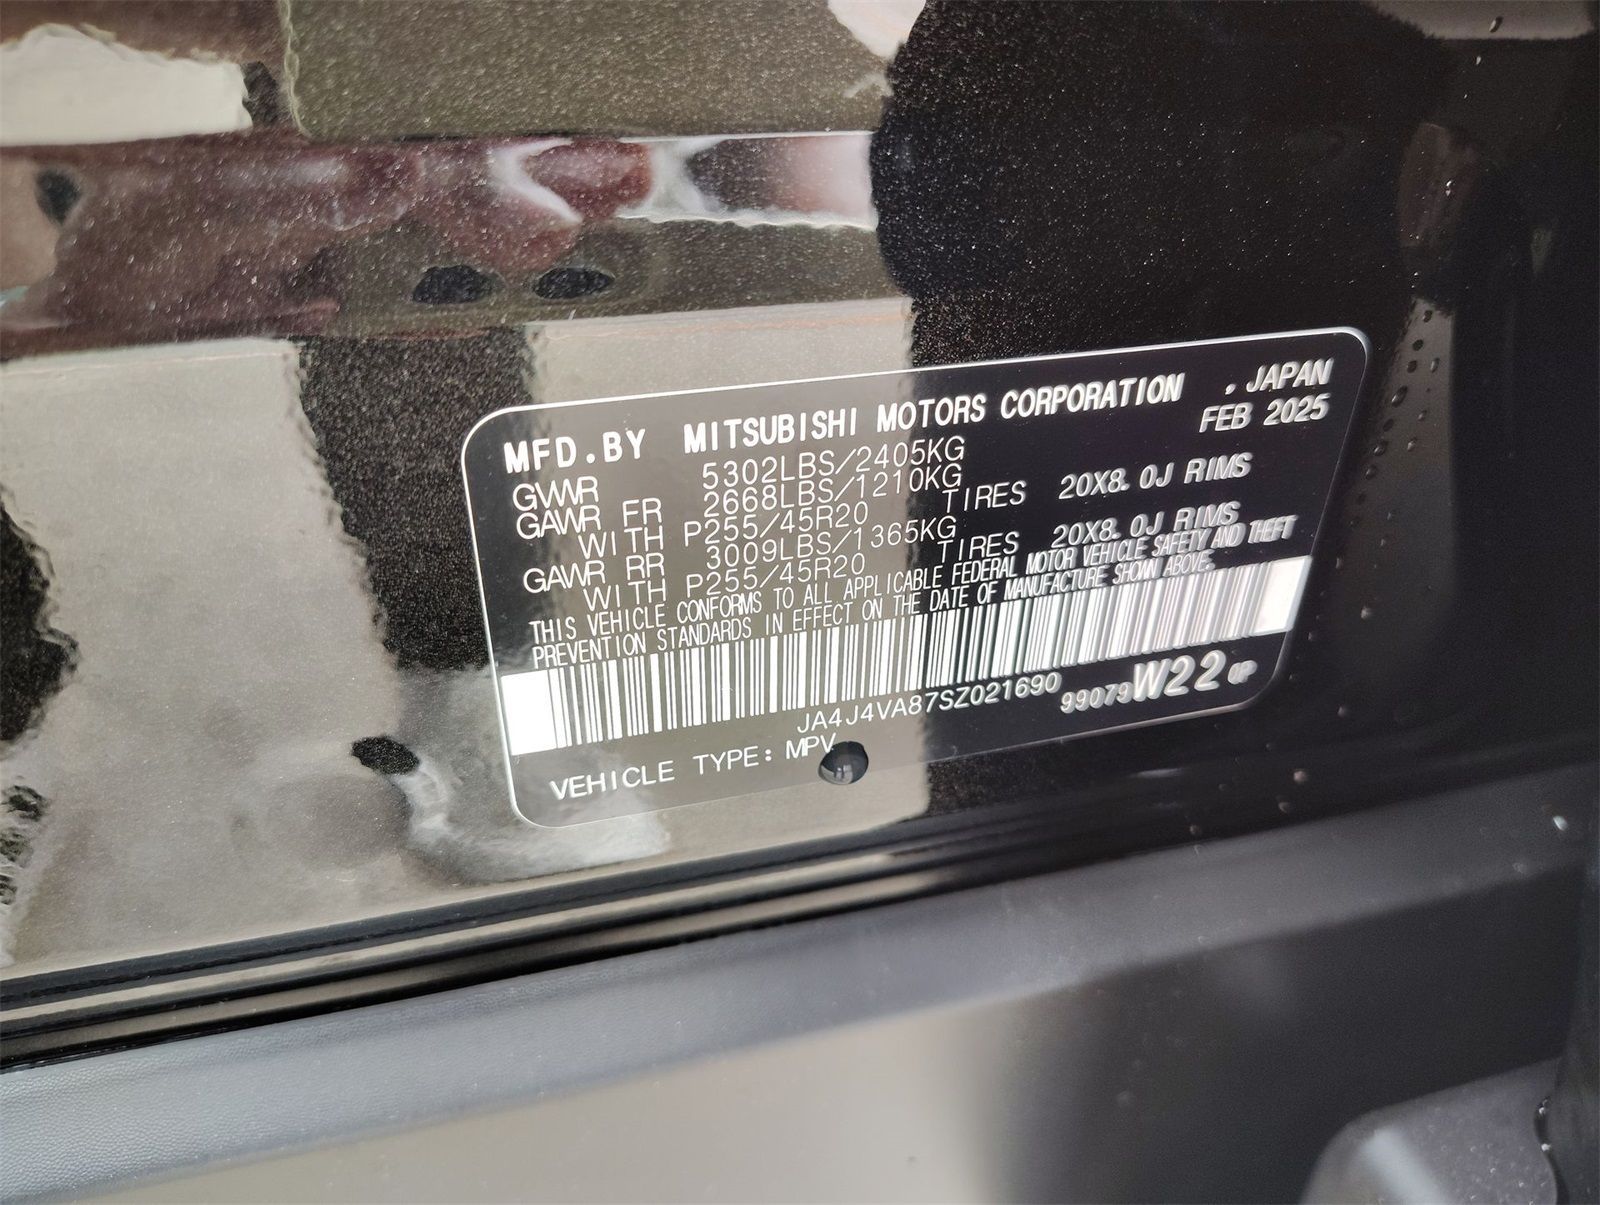 MFD.BY MITSUBISHI MOTORS CORPORATION , JAPAN
FEB 2025
GVWR 5302LBS/2405KG
GAWR FR 2668LBS/1210KG
WITH P255/45R20 TIRES 20X8.0J RIMS
GAWR RR 3009LBS/1365KG
WITH P255/45R20 TIRES 20X8.0J RIMS
THIS VEHICLE CONFORMS TO ALL APPLICABLE FEDERAL MOTOR VEHICLE SAFETY AND THEFT
PREVENTION STANDARDS IN EFFECT ON THE DATE OF MANUFACTURE SHOWN ABOVE.
JA4J4VA87SZ021690 99079W22
VEHICLE TYPE: MPV